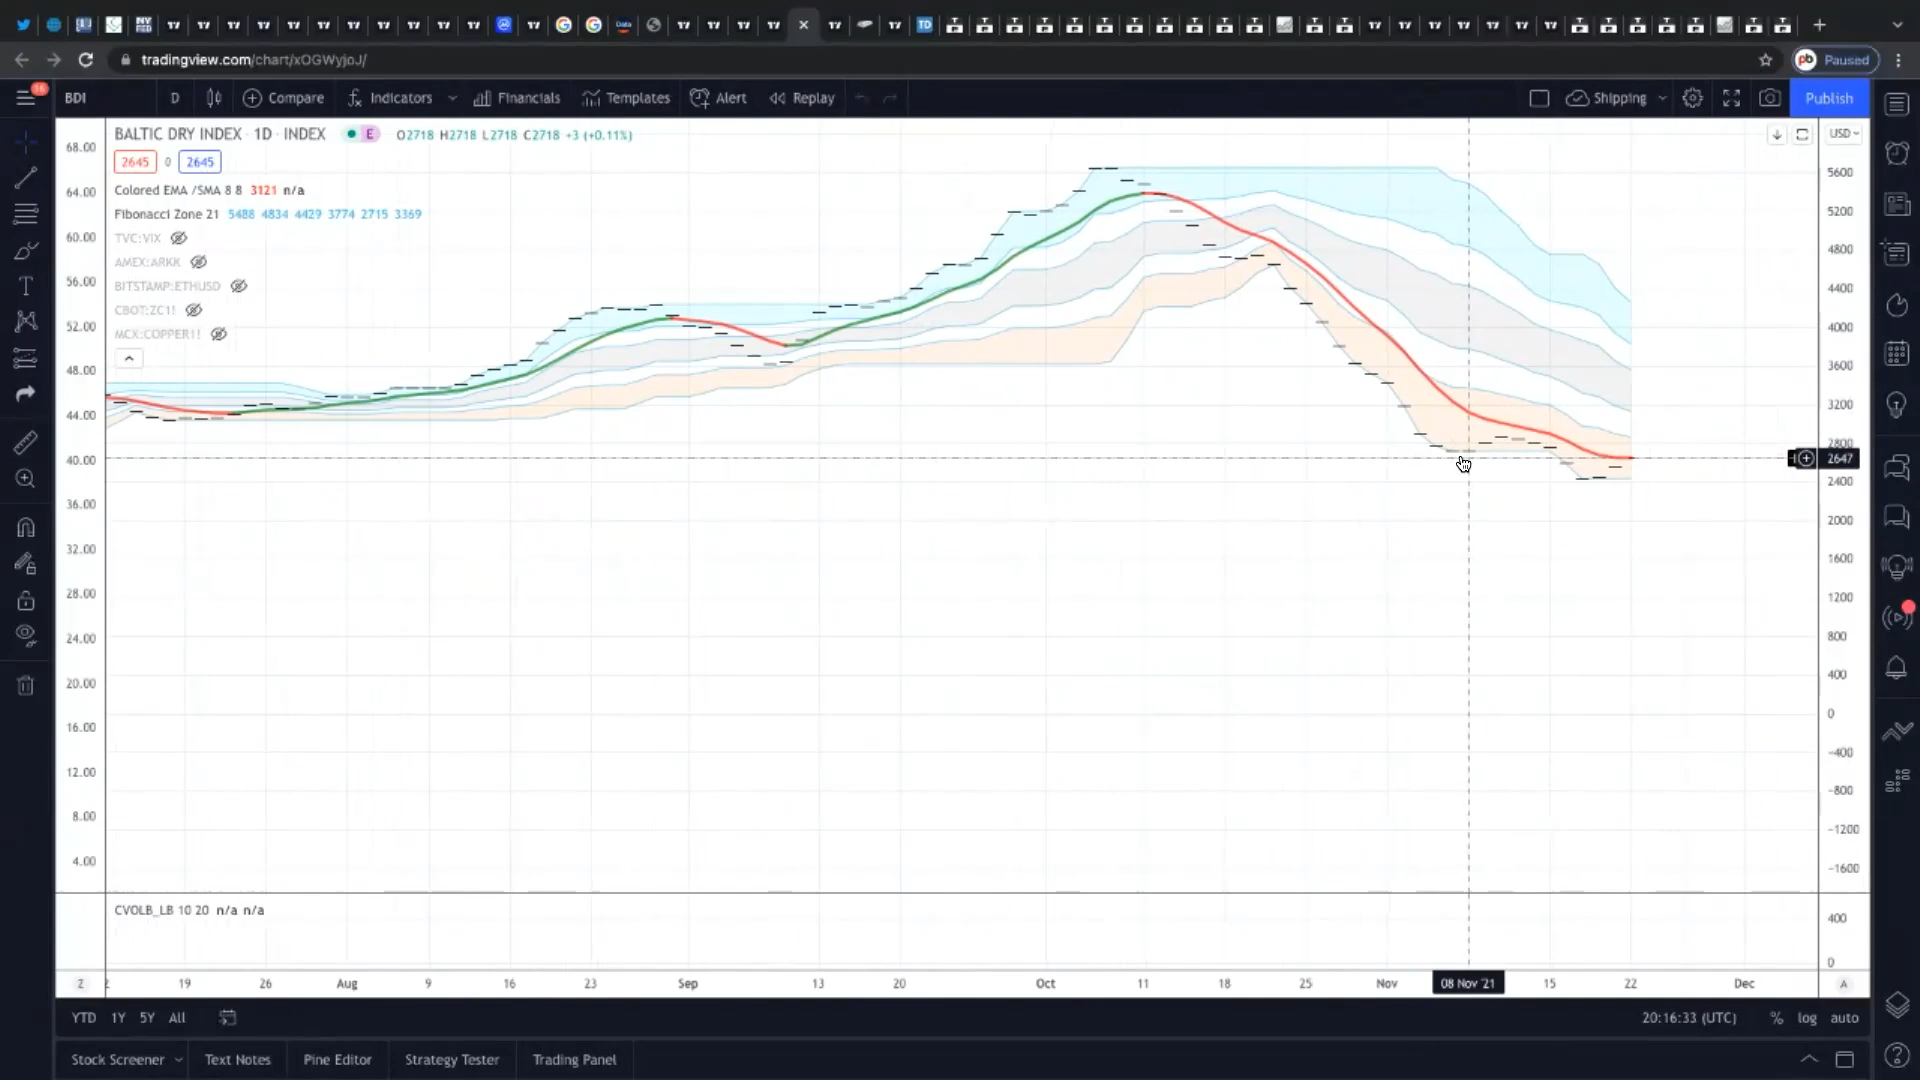 tradingview.com/chart/xOGWyjoJ/
Paused
16
BDI
D
Compare
Indicators
Financials
Templates
Alert
Replay
Shipping
Publish
BALTIC DRY INDEX · 1D · INDEX
E
O2718 H2718 L2718 C2718 +3 (+0.11%)
USD
2645
0
2645
Colored EMA /SMA 8 8 3121 n/a
Fibonacci Zone 21 5488 4834 4429 3774 2715 3369
TVC:VIX
AMEX:ARKK
BITSTAMP:ETHUSD
CBOT:ZC1!
MCX:COPPER1!
68.00
64.00
60.00
56.00
52.00
48.00
44.00
40.00
36.00
32.00
28.00
24.00
20.00
16.00
12.00
8.00
4.00
5600
5200
4800
4400
4000
3600
3200
2800
2647
2400
2000
1600
1200
800
400
0
-400
-800
-1200
-1600
CVOLB_LB 10 20 n/a n/a
400
0
Z
19 26 Aug 9 16 23 Sep 13 20 Oct 11 18 25 Nov 08 Nov '21 15 22 Dec
A
YTD 1Y 5Y All
20:16:33 (UTC)
% log auto
Stock Screener
Text Notes
Pine Editor
Strategy Tester
Trading Panel